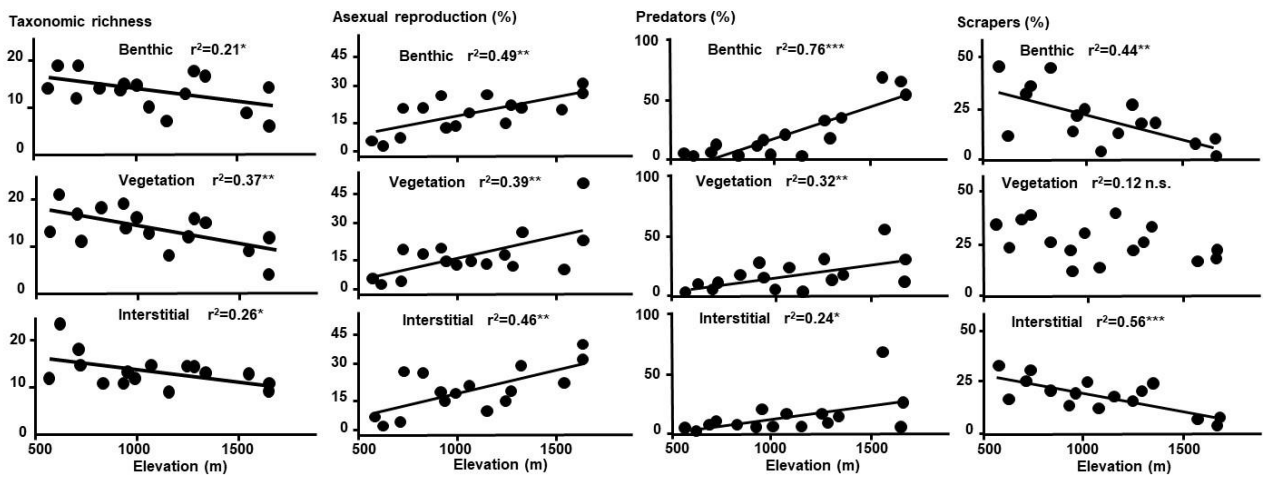 Taxonomic richness
Benthic r²=0.21*
20
10
0
Vegetation r²=0.37**
20
10
0
Interstitial r²=0.26*
20
10
0
500 1000 1500
Elevation (m)
Asexual reproduction (%)
Benthic r²=0.49**
45
30
15
0
Vegetation r²=0.39**
45
30
15
0
Interstitial r²=0.46**
45
30
15
0
500 1000 1500
Elevation (m)
Predators (%)
Benthic r²=0.76***
100
50
0
Vegetation r²=0.32**
100
50
0
Interstitial r²=0.24*
100
50
0
500 1000 1500
Elevation (m)
Scrapers (%)
Benthic r²=0.44**
50
25
0
Vegetation r²=0.12 n.s.
50
25
0
Interstitial r²=0.56***
50
25
0
500 1000 1500
Elevation (m)